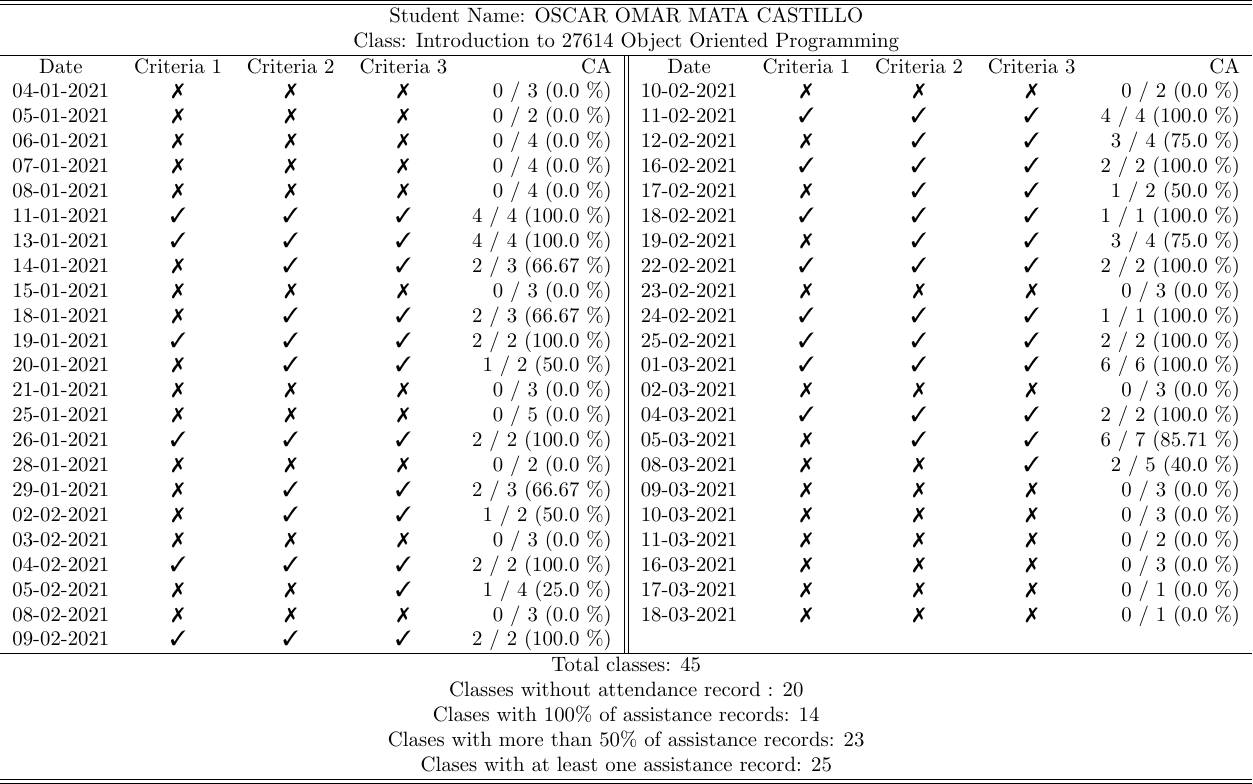 Student Name: OSCAR OMAR MATA CASTILLO
Class: Introduction to 27614 Object Oriented Programming
Date Criteria 1 Criteria 2 Criteria 3 CA Date Criteria 1 Criteria 2 Criteria 3 CA
04-01-2021 ✗ ✗ ✗ 0 / 3 (0.0 %) 10-02-2021 ✗ ✗ ✗ 0 / 2 (0.0 %)
05-01-2021 ✗ ✗ ✗ 0 / 2 (0.0 %) 11-02-2021 ✓ ✓ ✓ 4 / 4 (100.0 %)
06-01-2021 ✗ ✗ ✗ 0 / 4 (0.0 %) 12-02-2021 ✗ ✓ ✓ 3 / 4 (75.0 %)
07-01-2021 ✗ ✗ ✗ 0 / 4 (0.0 %) 16-02-2021 ✓ ✓ ✓ 2 / 2 (100.0 %)
08-01-2021 ✗ ✗ ✗ 0 / 4 (0.0 %) 17-02-2021 ✗ ✓ ✓ 1 / 2 (50.0 %)
11-01-2021 ✓ ✓ ✓ 4 / 4 (100.0 %) 18-02-2021 ✓ ✓ ✓ 1 / 1 (100.0 %)
13-01-2021 ✓ ✓ ✓ 4 / 4 (100.0 %) 19-02-2021 ✗ ✓ ✓ 3 / 4 (75.0 %)
14-01-2021 ✗ ✓ ✓ 2 / 3 (66.67 %) 22-02-2021 ✓ ✓ ✓ 2 / 2 (100.0 %)
15-01-2021 ✗ ✗ ✗ 0 / 3 (0.0 %) 23-02-2021 ✗ ✗ ✗ 0 / 3 (0.0 %)
18-01-2021 ✗ ✓ ✓ 2 / 3 (66.67 %) 24-02-2021 ✓ ✓ ✓ 1 / 1 (100.0 %)
19-01-2021 ✓ ✓ ✓ 2 / 2 (100.0 %) 25-02-2021 ✓ ✓ ✓ 2 / 2 (100.0 %)
20-01-2021 ✗ ✓ ✓ 1 / 2 (50.0 %) 01-03-2021 ✓ ✓ ✓ 6 / 6 (100.0 %)
21-01-2021 ✗ ✗ ✗ 0 / 3 (0.0 %) 02-03-2021 ✗ ✗ ✗ 0 / 3 (0.0 %)
25-01-2021 ✗ ✗ ✗ 0 / 5 (0.0 %) 04-03-2021 ✓ ✓ ✓ 2 / 2 (100.0 %)
26-01-2021 ✓ ✓ ✓ 2 / 2 (100.0 %) 05-03-2021 ✗ ✓ ✓ 6 / 7 (85.71 %)
28-01-2021 ✗ ✗ ✗ 0 / 2 (0.0 %) 08-03-2021 ✗ ✗ ✓ 2 / 5 (40.0 %)
29-01-2021 ✗ ✓ ✓ 2 / 3 (66.67 %) 09-03-2021 ✗ ✗ ✗ 0 / 3 (0.0 %)
02-02-2021 ✗ ✓ ✓ 1 / 2 (50.0 %) 10-03-2021 ✗ ✗ ✗ 0 / 3 (0.0 %)
03-02-2021 ✗ ✗ ✗ 0 / 3 (0.0 %) 11-03-2021 ✗ ✗ ✗ 0 / 2 (0.0 %)
04-02-2021 ✓ ✓ ✓ 2 / 2 (100.0 %) 16-03-2021 ✗ ✗ ✗ 0 / 3 (0.0 %)
05-02-2021 ✗ ✗ ✓ 1 / 4 (25.0 %) 17-03-2021 ✗ ✗ ✗ 0 / 1 (0.0 %)
08-02-2021 ✗ ✗ ✗ 0 / 3 (0.0 %) 18-03-2021 ✗ ✗ ✗ 0 / 1 (0.0 %)
09-02-2021 ✓ ✓ ✓ 2 / 2 (100.0 %)
Total classes: 45
Classes without attendance record : 20
Clases with 100% of assistance records: 14
Clases with more than 50% of assistance records: 23
Clases with at least one assistance record: 25